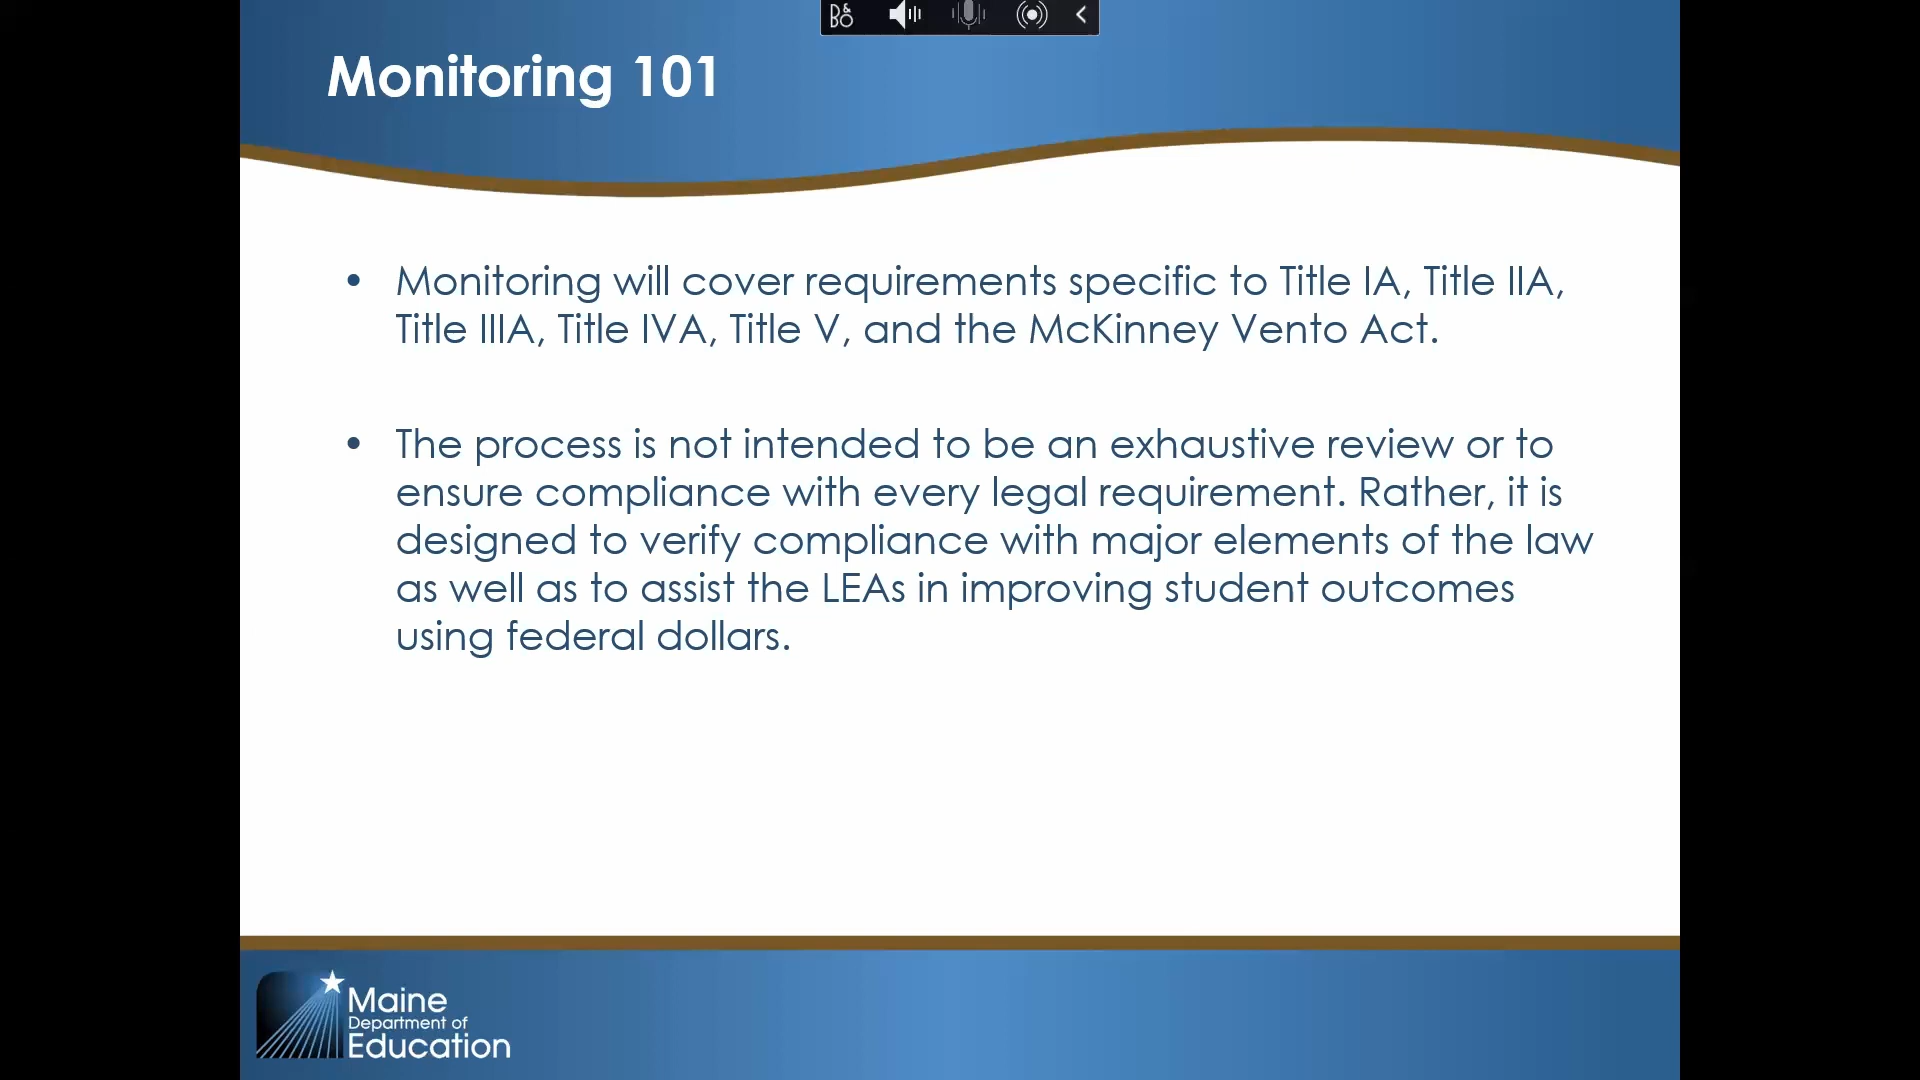 B&O
Monitoring 101
• Monitoring will cover requirements specific to Title IA, Title IIA,
Title IIIA, Title IVA, Title V, and the McKinney Vento Act.
• The process is not intended to be an exhaustive review or to
ensure compliance with every legal requirement. Rather, it is
designed to verify compliance with major elements of the law
as well as to assist the LEAs in improving student outcomes
using federal dollars.
Maine
Department of
Education